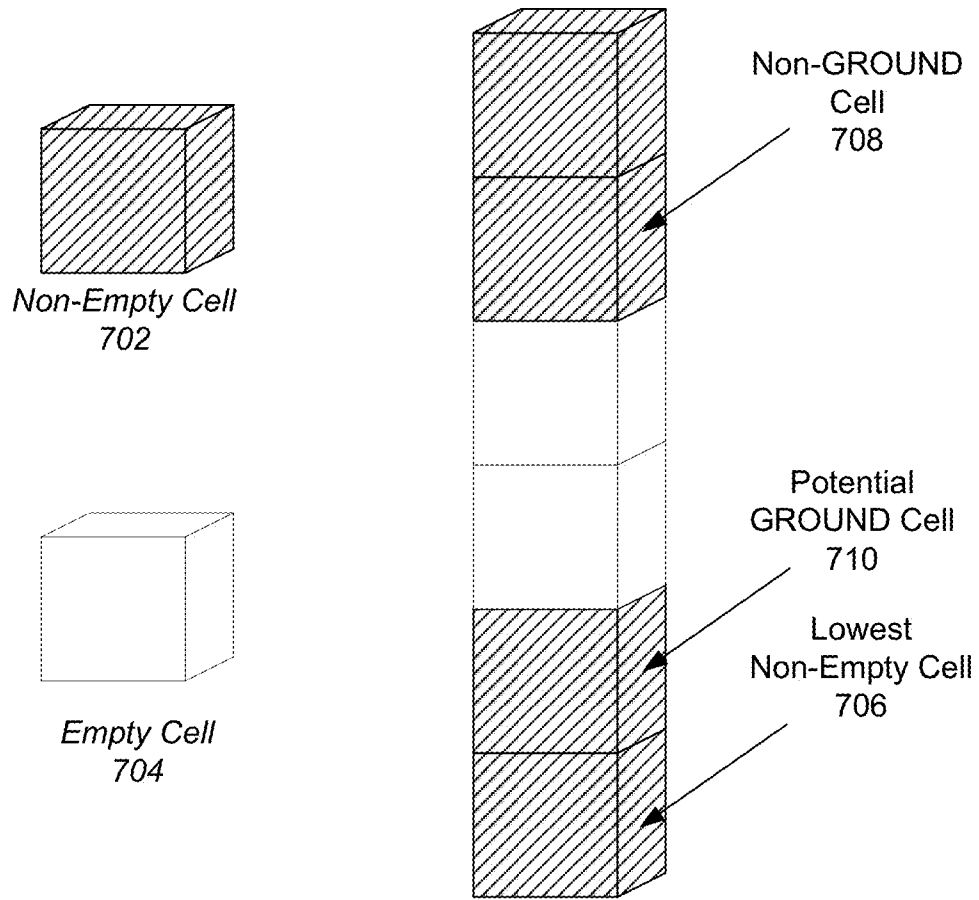 Non-Empty Cell
702
Empty Cell
704
Non-GROUND
Cell
708
Potential
GROUND Cell
710
Lowest
Non-Empty Cell
706